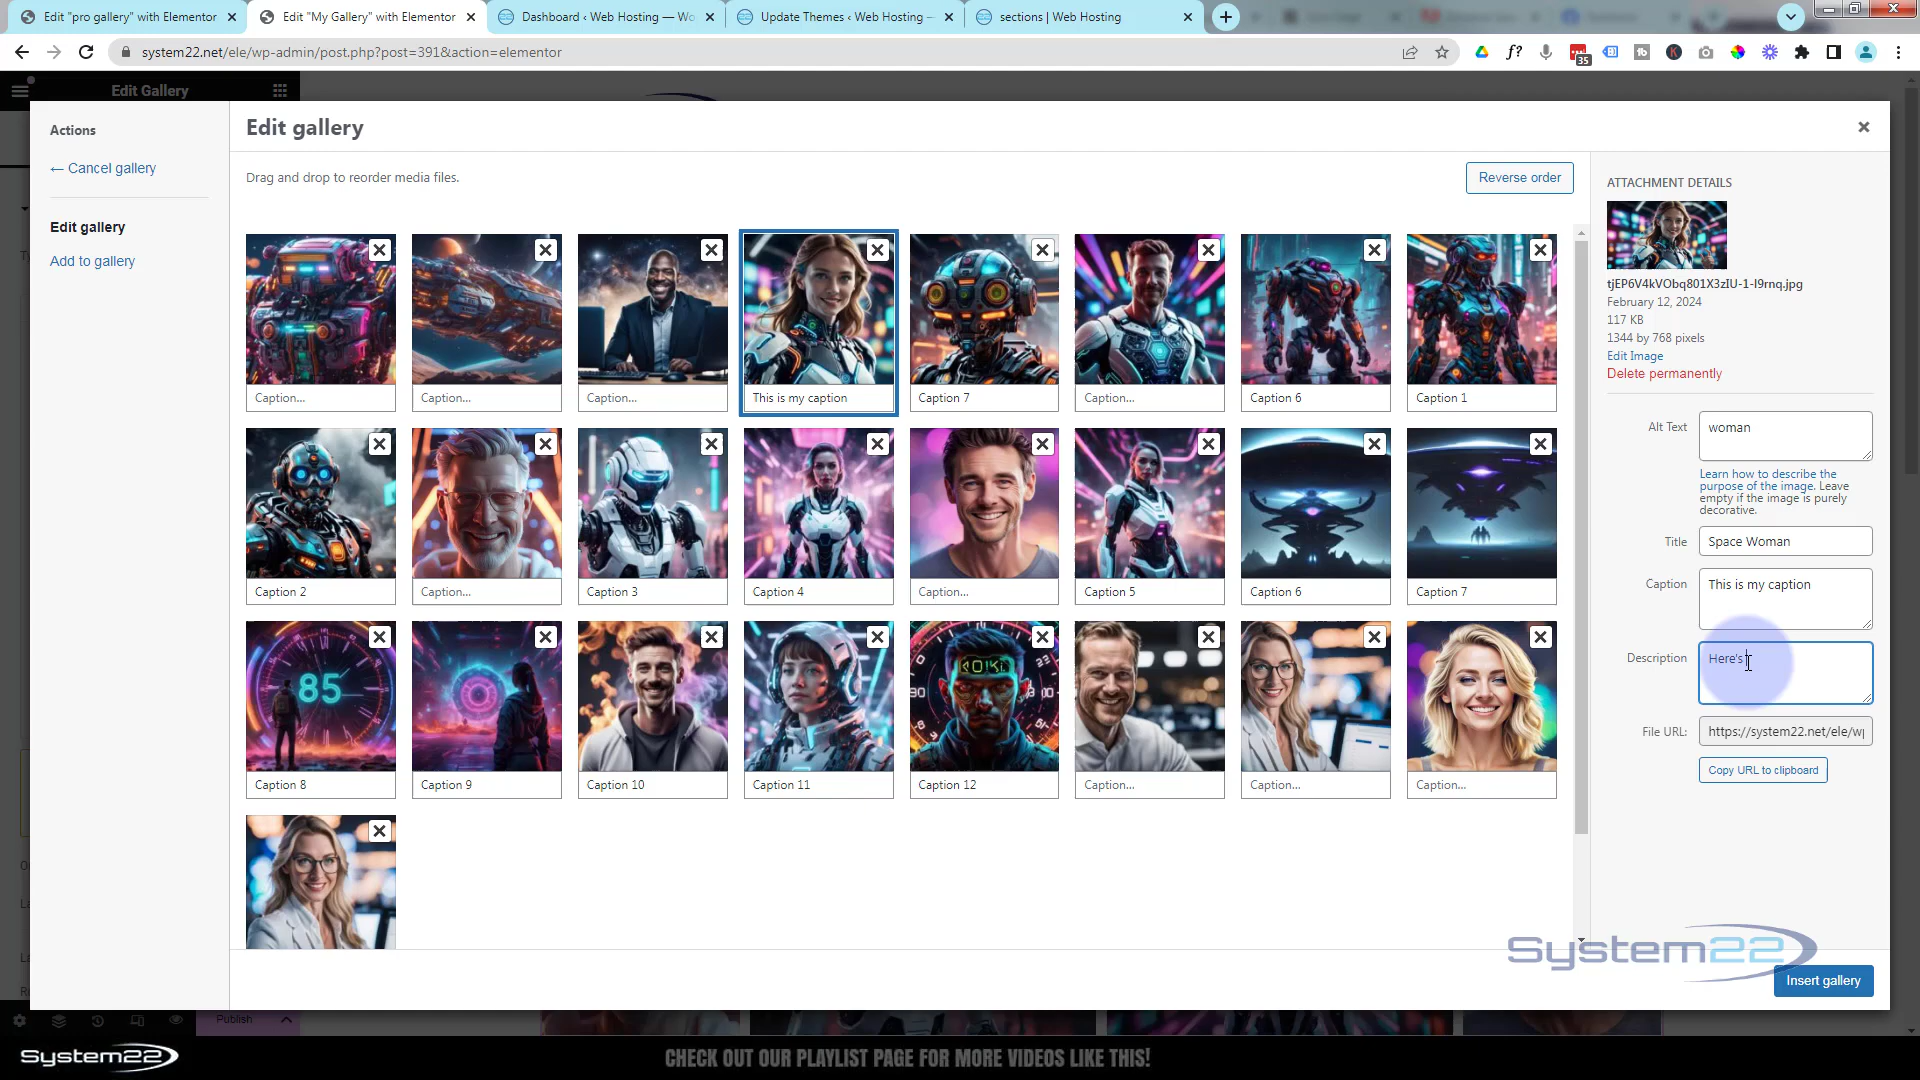 Edit "pro gallery" with Elementor
Edit "My Gallery" with Elementor
Dashboard ‹ Web Hosting — Wo
Update Themes ‹ Web Hosting —
sections | Web Hosting
system22.net/ele/wp-admin/post.php?post=391&action=elementor
35
Edit Gallery
Actions
← Cancel gallery
Edit gallery
Add to gallery
Edit gallery
Drag and drop to reorder media files.
Reverse order
Caption...
Caption...
Caption...
This is my caption
Caption 7
Caption...
Caption 6
Caption 1
Caption 2
Caption...
Caption 3
Caption 4
Caption...
Caption 5
Caption 6
Caption 7
85
Caption 8
Caption 9
Caption 10
Caption 11
Caption 12
Caption...
Caption...
Caption...
ATTACHMENT DETAILS
tjEP6V4kVObq801X3zIU-1-I9rnq.jpg
February 12, 2024
117 KB
1344 by 768 pixels
Edit Image
Delete permanently
Alt Text
woman
Learn how to describe the
purpose of the image. Leave
empty if the image is purely
decorative.
Title
Space Woman
Caption
This is my caption
Description
Here's
File URL:
https://system22.net/ele/wp
Copy URL to clipboard
System22
Insert gallery
Publish
System22
CHECK OUT OUR PLAYLIST PAGE FOR MORE VIDEOS LIKE THIS!